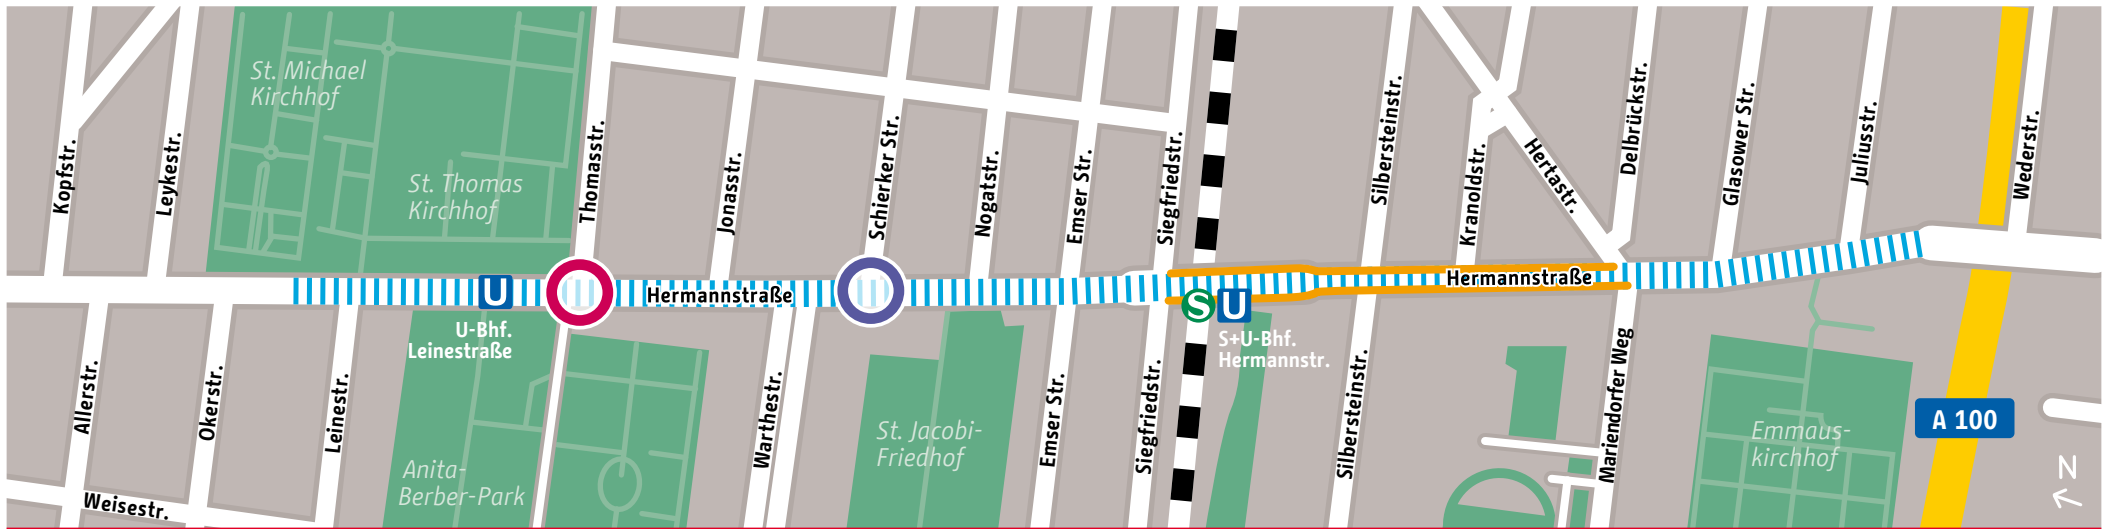 St. Michael
Kirchhof
St. Thomas
Kirchhof
Kopfstr.
Leykestr.
Thomasstr.
Jonasstr.
Schierker Str.
Nogatstr.
Emser Str.
Siegfriedstr.
Silbersteinstr.
Kranoldstr.
Hertastr.
Delbrückstr.
Glasower Str.
Juliusstr.
Wederstr.
U
Hermannstraße
Hermannstraße
S
U
U-Bhf.
Leinestraße
S+U-Bhf.
Hermannstr.
Allerstr.
Okerstr.
Leinestr.
Warthestr.
Emser Str.
Siegfriedstr.
Silbersteinstr.
Mariendorfer Weg
St. Jacobi-
Friedhof
Emmaus-
kirchhof
A 100
Anita-
Berber-Park
Weisestr.
N